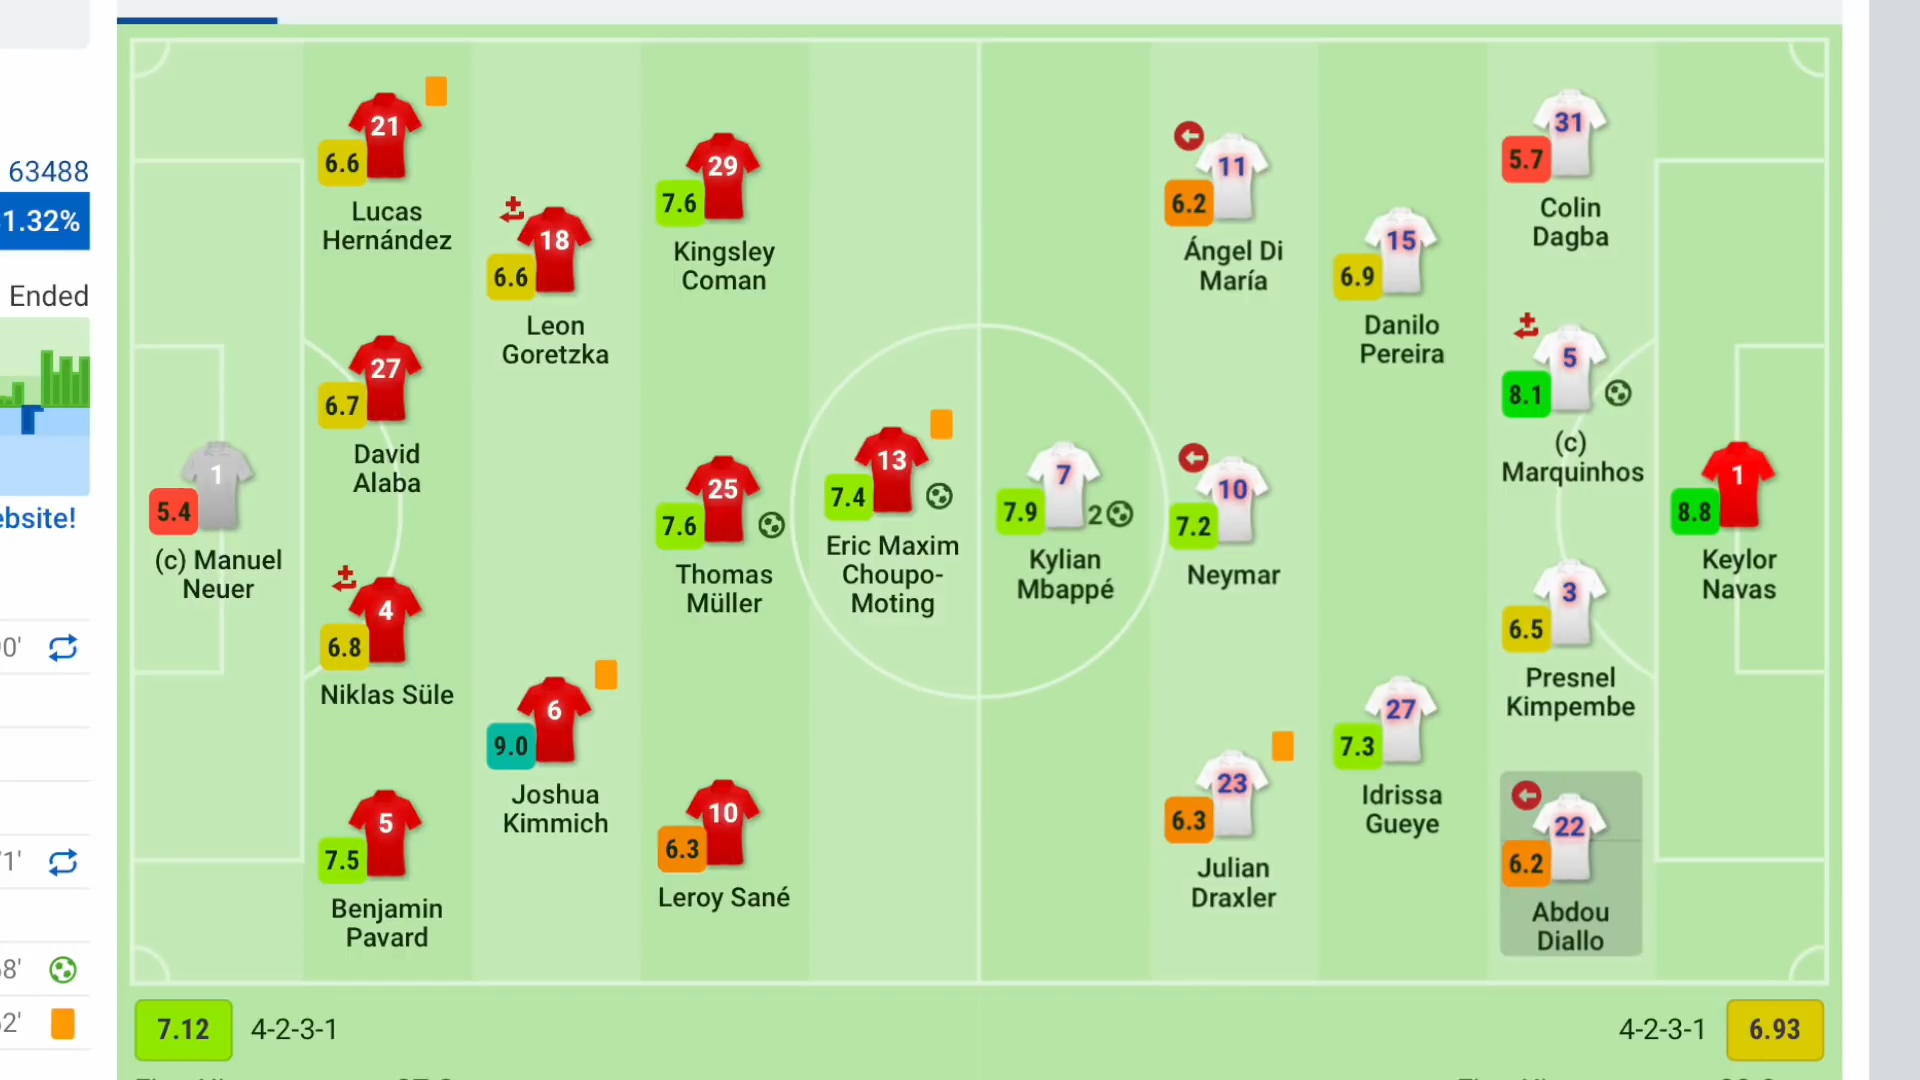 63488
1.32%
Ended
ebsite!
21
6.6
Lucas
Hernández
18
6.6
Leon
Goretzka
29
7.6
Kingsley
Coman
27
6.7
David
Alaba
1
5.4
(c) Manuel
Neuer
4
6.8
Niklas Süle
25
7.6
Thomas
Müller
13
7.4
Eric Maxim
Choupo-
Moting
6
9.0
Joshua
Kimmich
5
7.5
Benjamin
Pavard
10
6.3
Leroy Sané
11
6.2
Ángel Di
María
15
6.9
Danilo
Pereira
31
5.7
Colin
Dagba
5
8.1
(c)
Marquinhos
7
7.9
2
Kylian
Mbappé
10
7.2
Neymar
1
8.8
Keylor
Navas
3
6.5
Presnel
Kimpembe
27
7.3
Idrissa
Gueye
23
6.3
Julian
Draxler
22
6.2
Abdou
Diallo
7.12
4-2-3-1
4-2-3-1
6.93